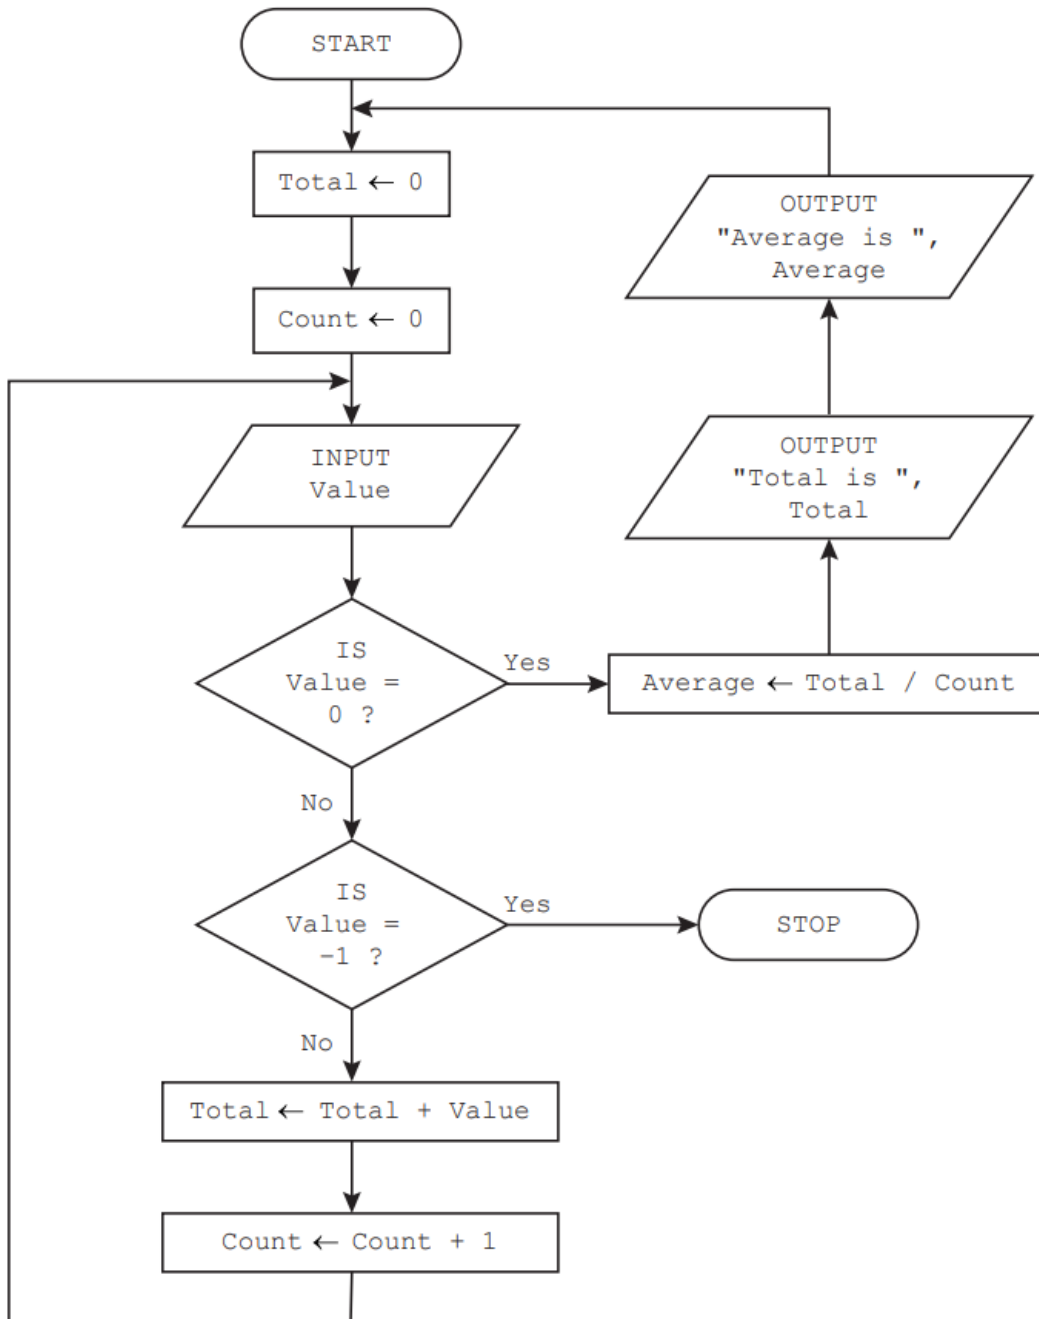 START
Total ← 0
Count ← 0
INPUT
Value
IS
Value =
0 ?
Yes
No
Average ← Total / Count
OUTPUT
"Total is ",
Total
OUTPUT
"Average is ",
Average
IS
Value =
−1 ?
Yes
STOP
No
Total ← Total + Value
Count ← Count + 1